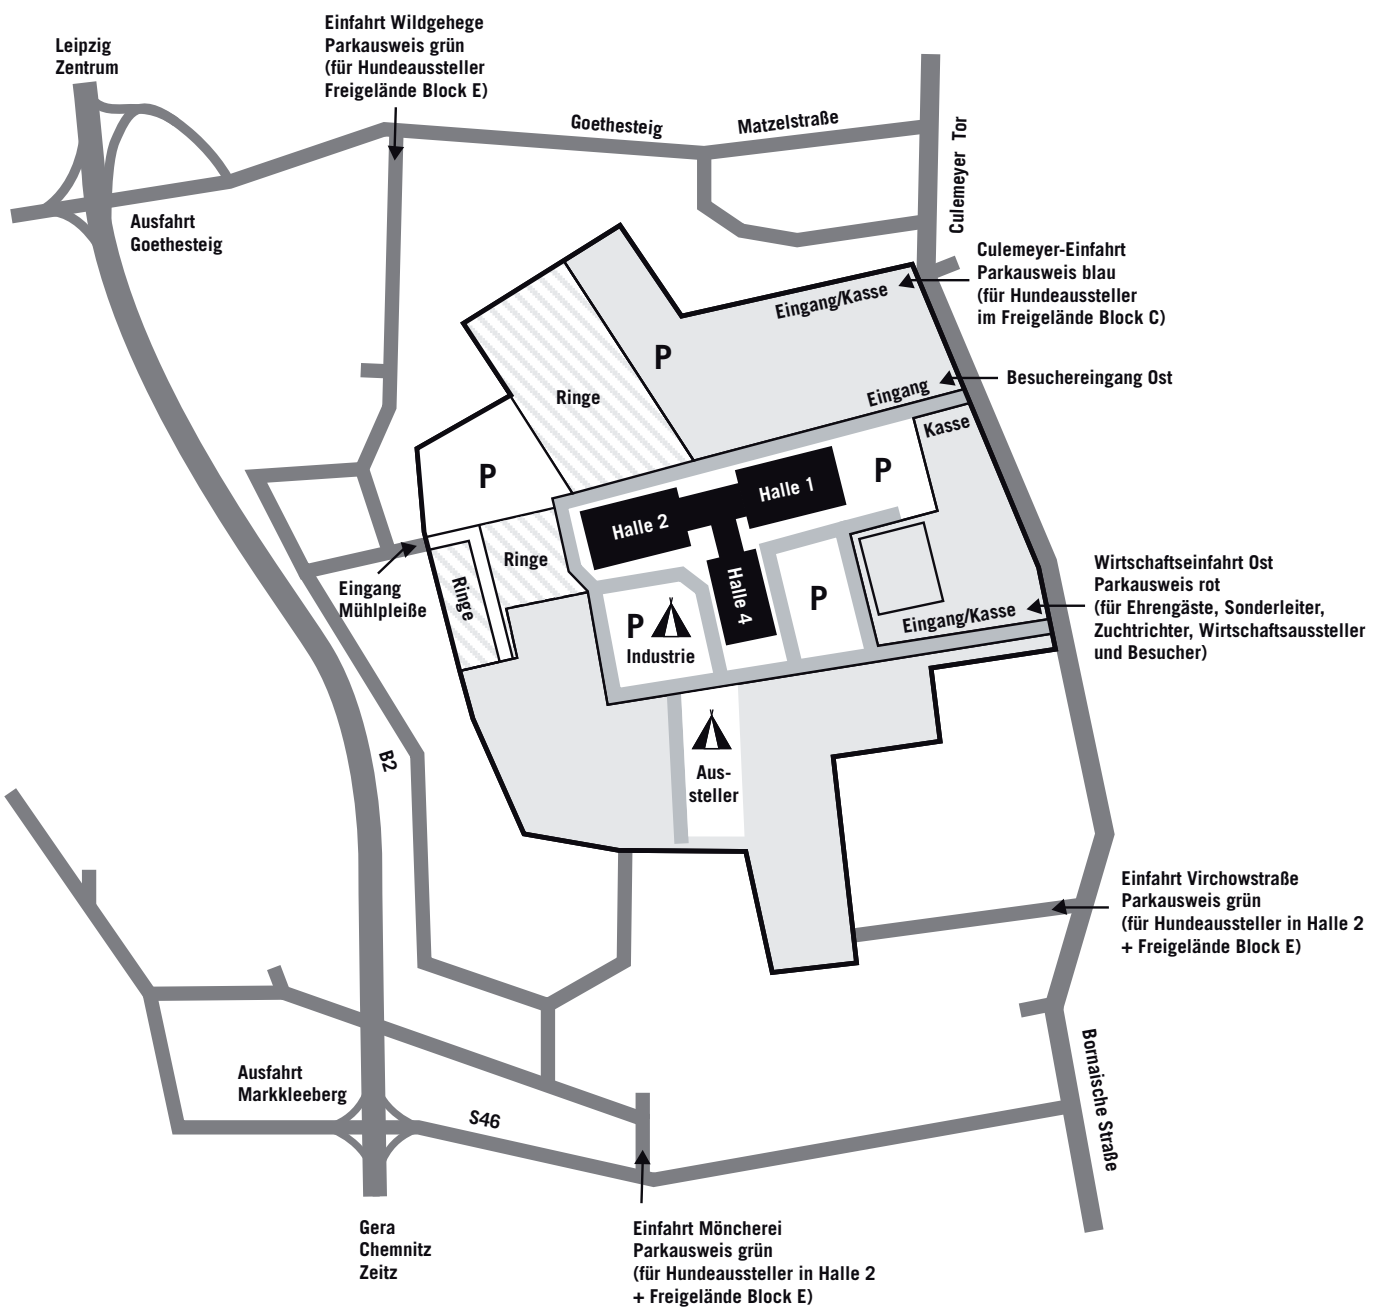 Einfahrt Wildgehege
Parkausweis grün
(für Hundeaussteller
Freigelände Block E)
Leipzig
Zentrum
Goethesteig
Matzelstraße
Culemeyer Tor
Ausfahrt
Goethesteig
Culemeyer-Einfahrt
Parkausweis blau
(für Hundeaussteller
im Freigelände Block C)
Eingang/Kasse
P
Besuchereingang Ost
Eingang
Ringe
Kasse
P
P
Halle 1
Halle 2
Halle 4
Ringe
Ringe
Eingang
Mühlpleiße
P
P
Industrie
Eingang/Kasse
Wirtschaftseinfahrt Ost
Parkausweis rot
(für Ehrengäste, Sonderleiter,
Zuchtrichter, Wirtschaftsaussteller
und Besucher)
B2
Aus-
steller
Einfahrt Virchowstraße
Parkausweis grün
(für Hundeaussteller in Halle 2
+ Freigelände Block E)
Ausfahrt
Markkleeberg
S46
Bornaische Straße
Gera
Chemnitz
Zeitz
Einfahrt Möncherei
Parkausweis grün
(für Hundeaussteller in Halle 2
+ Freigelände Block E)